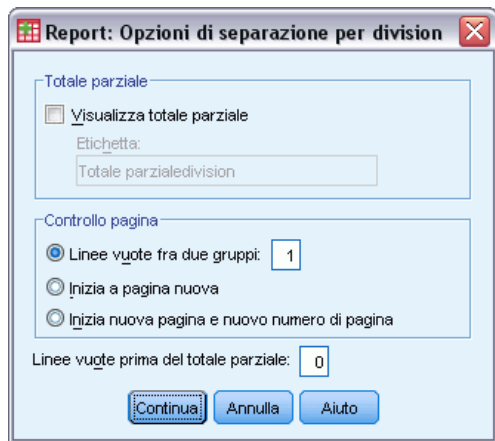 Report: Opzioni di separazione per division
Totale parziale
Visualizza totale parziale
Etichetta:
Totale parzialedivision
Controllo pagina
Linee vuote fra due gruppi: 1
Inizia a pagina nuova
Inizia nuova pagina e nuovo numero di pagina
Linee vuote prima del totale parziale: 0
Continua Annulla Aiuto